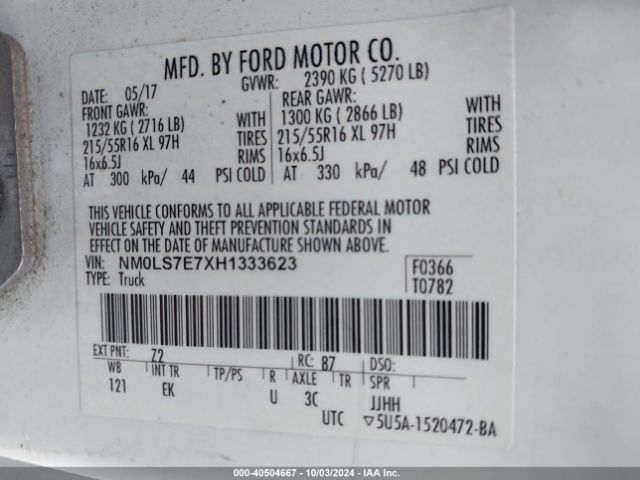 MFD. BY FORD MOTOR CO.
DATE: 05/17 GVWR: 2390 KG ( 5270 LB)
FRONT GAWR: REAR GAWR:
1232 KG ( 2716 LB) WITH 1300 KG ( 2866 LB) WITH
215/55R16 XL 97H TIRES 215/55R16 XL 97H TIRES
16x6.5J RIMS 16x6.5J RIMS
AT 300 kPa/ 44 PSI COLD AT 330 kPa/ 48 PSI COLD
THIS VEHICLE CONFORMS TO ALL APPLICABLE FEDERAL MOTOR
VEHICLE SAFETY AND THEFT PREVENTION STANDARDS IN
EFFECT ON THE DATE OF MANUFACTURE SHOWN ABOVE.
VIN: NM0LS7E7XH1333623 F0366
TYPE: Truck T0782
EXT PNT: Z2 RC: 87 DSO:
WB INT TR TP/PS R AXLE TR SPR
121 EK U 3C JJHH
UTC ▽5U5A-1520472-BA
000-40504667 - 10/03/2024 - IAA Inc.